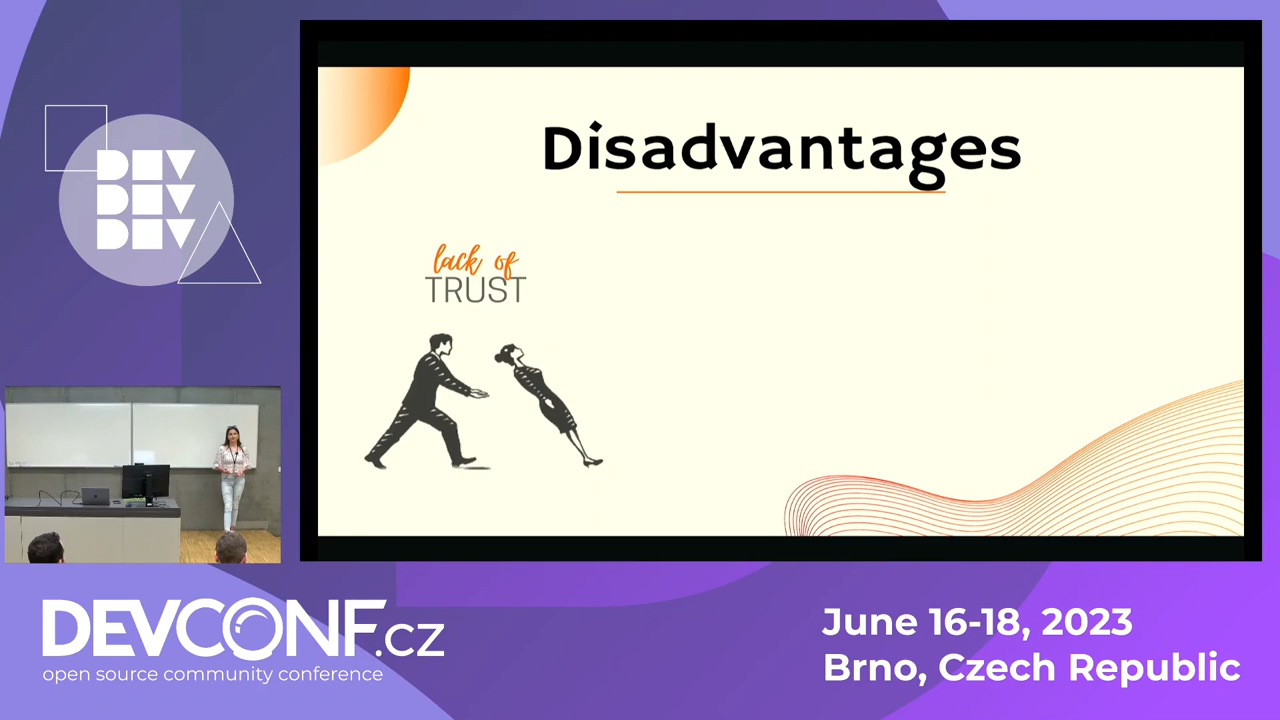 DEV
DEV
DEV
Disadvantages
lack of
TRUST
DEVCONF.cz
open source community conference
June 16-18, 2023
Brno, Czech Republic